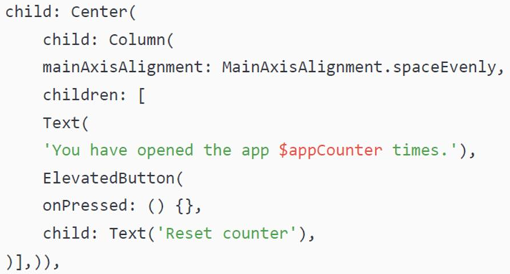 child: Center(
    child: Column(
    mainAxisAlignment: MainAxisAlignment.spaceEvenly,
    children: [
    Text(
    'You have opened the app $appCounter times.'),
    ElevatedButton(
    onPressed: () {},
    child: Text('Reset counter'),
)],)),